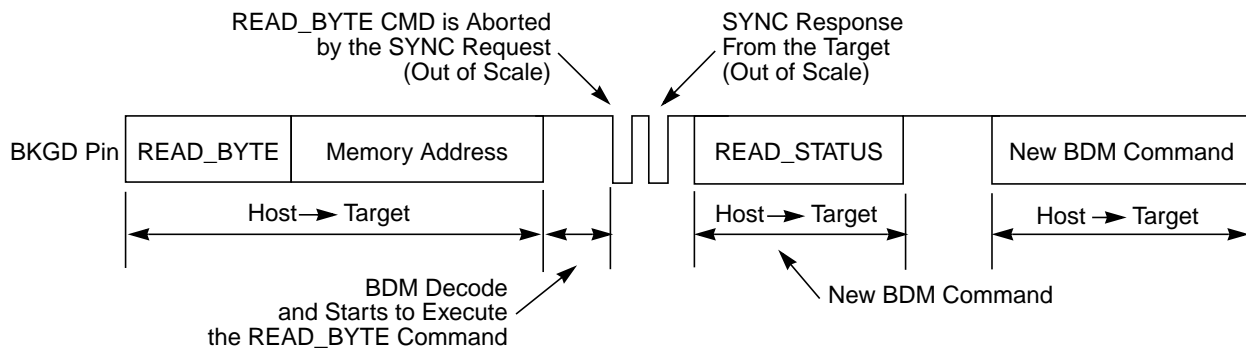 READ_BYTE CMD is Aborted
by the SYNC Request
(Out of Scale)
SYNC Response
From the Target
(Out of Scale)
BKGD Pin
READ_BYTE
Memory Address
READ_STATUS
New BDM Command
Host Target
Host Target
Host Target
BDM Decode
and Starts to Execute
the READ_BYTE Command
New BDM Command